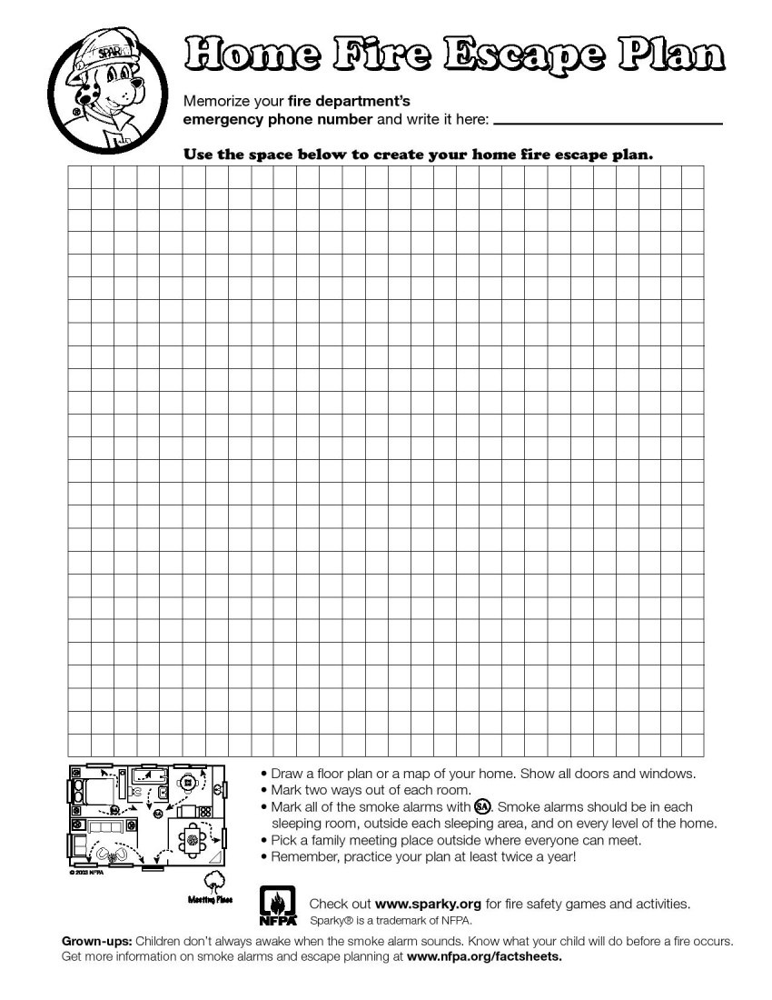 SPARKY
Home Fire Escape Plan
Memorize your fire department's
emergency phone number and write it here:
Use the space below to create your home fire escape plan.
®
• Draw a floor plan or a map of your home. Show all doors and windows.
• Mark two ways out of each room.
• Mark all of the smoke alarms with SA. Smoke alarms should be in each
sleeping room, outside each sleeping area, and on every level of the home.
• Pick a family meeting place outside where everyone can meet.
• Remember, practice your plan at least twice a year!
SA
SA
© 2003 NFPA
Meeting Place
NFPA
Check out www.sparky.org for fire safety games and activities.
Sparky® is a trademark of NFPA.
Grown-ups: Children don't always awake when the smoke alarm sounds. Know what your child will do before a fire occurs.
Get more information on smoke alarms and escape planning at www.nfpa.org/factsheets.